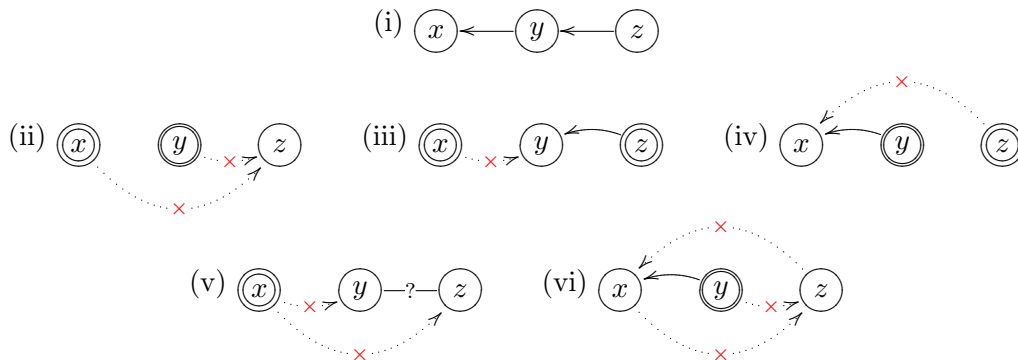 (i) x y z
(ii) x y z (iii) x y z (iv) x y z
(v) x y ? z (vi) x y z